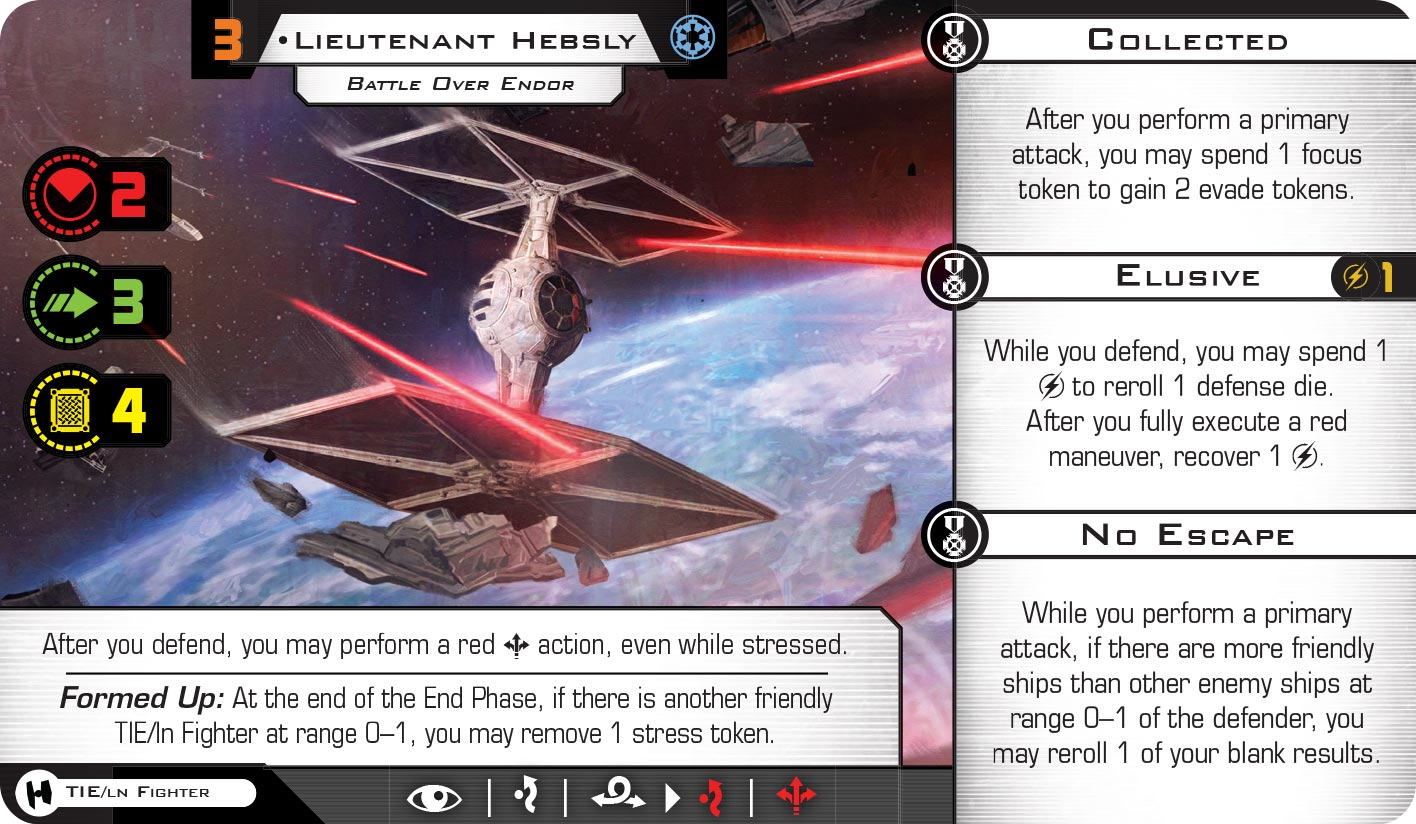 3
•Lieutenant Hebsly
Battle Over Endor
2
3
4
After you defend, you may perform a red action, even while stressed.
Formed Up: At the end of the End Phase, if there is another friendly
TIE/ln Fighter at range 0–1, you may remove 1 stress token.
TIE/ln Fighter
Collected
After you perform a primary
attack, you may spend 1 focus
token to gain 2 evade tokens.
Elusive
1
While you defend, you may spend 1
to reroll 1 defense die.
After you fully execute a red
maneuver, recover 1 .
No Escape
While you perform a primary
attack, if there are more friendly
ships than other enemy ships at
range 0–1 of the defender, you
may reroll 1 of your blank results.